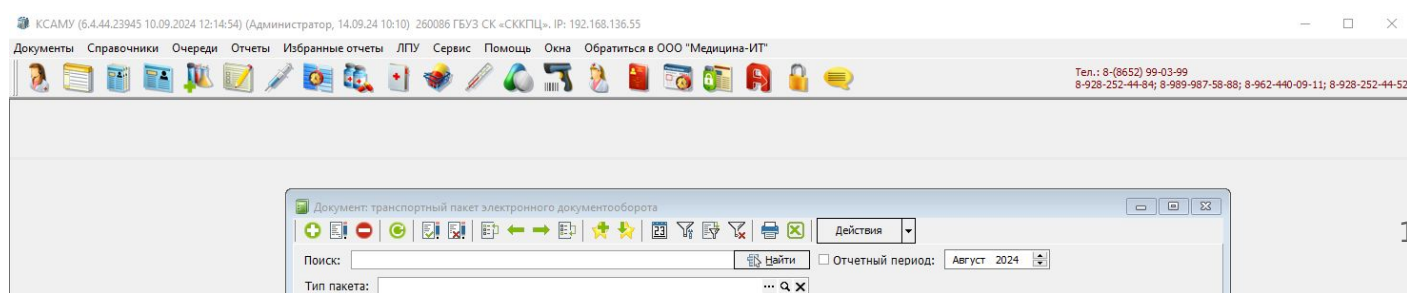 КСАМУ (6.4.44.23945 10.09.2024 12:14:54) (Администратор, 14.09.24 10:10) 260086 ГБУЗ СК «СККПЦ». IP: 192.168.136.55
Документы Справочники Очереди Отчеты Избранные отчеты ЛПУ Сервис Помощь Окна Обратиться в ООО "Медицина-ИТ"
Тел.: 8-(8652) 99-03-99
8-928-252-44-84; 8-989-987-58-88; 8-962-440-09-11; 8-928-252-44-52
Документ: транспортный пакет электронного документооборота
23 Действия
1
Поиск: Найти Отчетный период: Август 2024
Тип пакета: ...